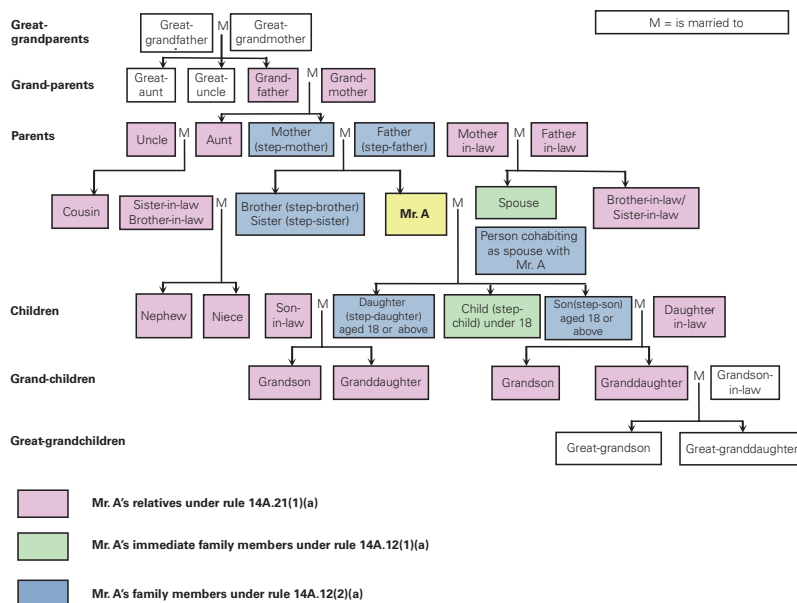 M = is married to
Great-
grandparents
Great-
grandfather
M
Great-
grandmother
Grand-parents
Great-
aunt
Great-
uncle
Grand-
father
M
Grand-
mother
Parents
Uncle
M
Aunt
Mother
(step-mother)
M
Father
(step-father)
Mother-
in-law
M
Father-
in-law
Cousin
Sister-in-law
Brother-in-law
M
Brother (step-brother)
Sister (step-sister)
Mr. A
M
Spouse
Brother-in-law/
Sister-in-law
Person cohabiting
as spouse with
Mr. A
Children
Nephew
Niece
Son-
in-law
M
Daughter
(step-daughter)
aged 18 or above
Child (step-
child) under 18
Son(step-son)
aged 18 or
above
M
Daughter-
in-law
Grand-children
Grandson
Granddaughter
Grandson
Granddaughter
M
Grandson-
in-law
Great-grandchildren
Great-grandson
Great-granddaughter
Mr. A's relatives under rule 14A.21(1)(a)
Mr. A's immediate family members under rule 14A.12(1)(a)
Mr. A's family members under rule 14A.12(2)(a)